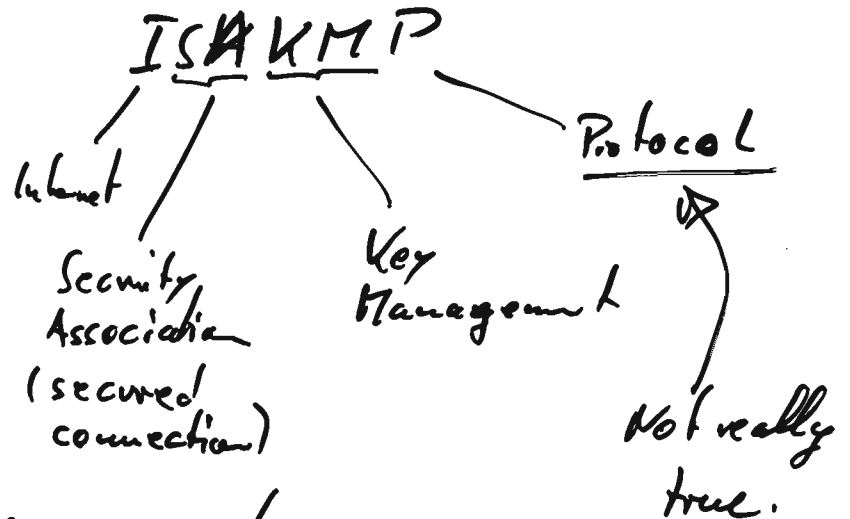 ISAKMP
Internet
Protocol
Security
Association
(secured
connection)
Key
Management
Not really
true.